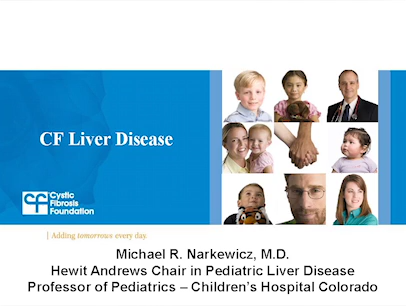 CF Liver Disease
CF
Cystic
Fibrosis
Foundation
Adding tomorrows every day.
Michael R. Narkewicz, M.D.
Hewit Andrews Chair in Pediatric Liver Disease
Professor of Pediatrics – Children's Hospital Colorado